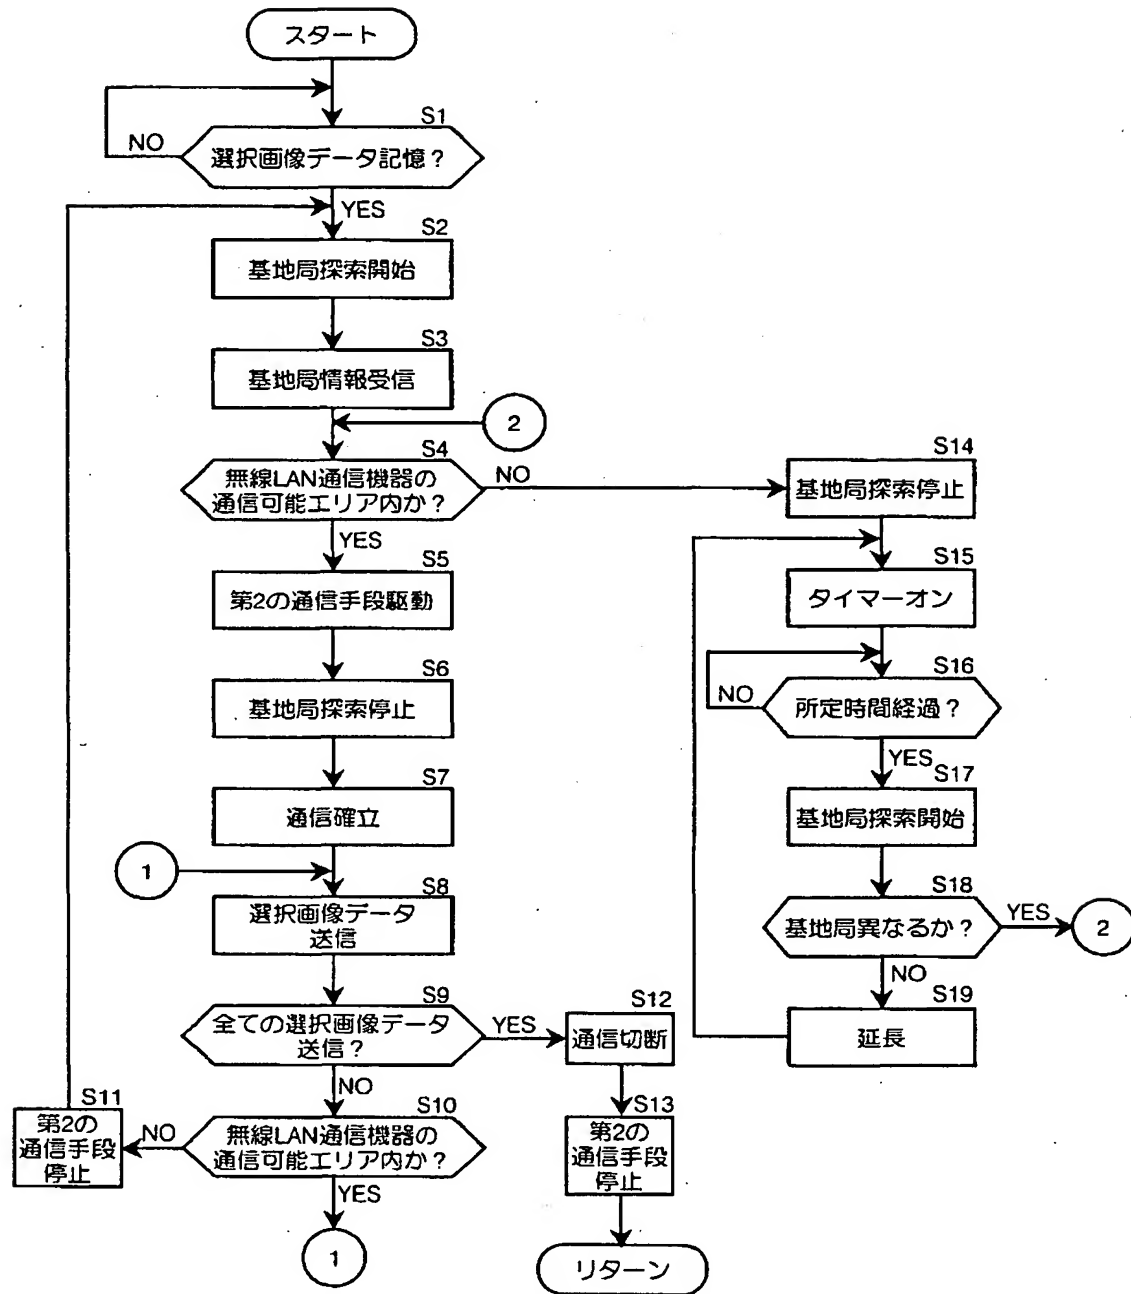 スタート
S1
NO
選択画像データ記憶？
YES
S2
基地局探索開始
S3
基地局情報受信
2
S4
無線LAN通信機器の
通信可能エリア内か？
NO
YES
S5
第2の通信手段駆動
S6
基地局探索停止
S7
通信確立
1
S8
選択画像データ
送信
S9
全ての選択画像データ
送信？
YES
NO
S10
無線LAN通信機器の
通信可能エリア内か？
NO
YES
1
S11
第2の
通信手段
停止
S12
通信切断
S13
第2の
通信手段
停止
リターン
S14
基地局探索停止
S15
タイマーオン
S16
NO
所定時間経過？
YES
S17
基地局探索開始
S18
基地局異なるか？
YES
2
NO
S19
延長